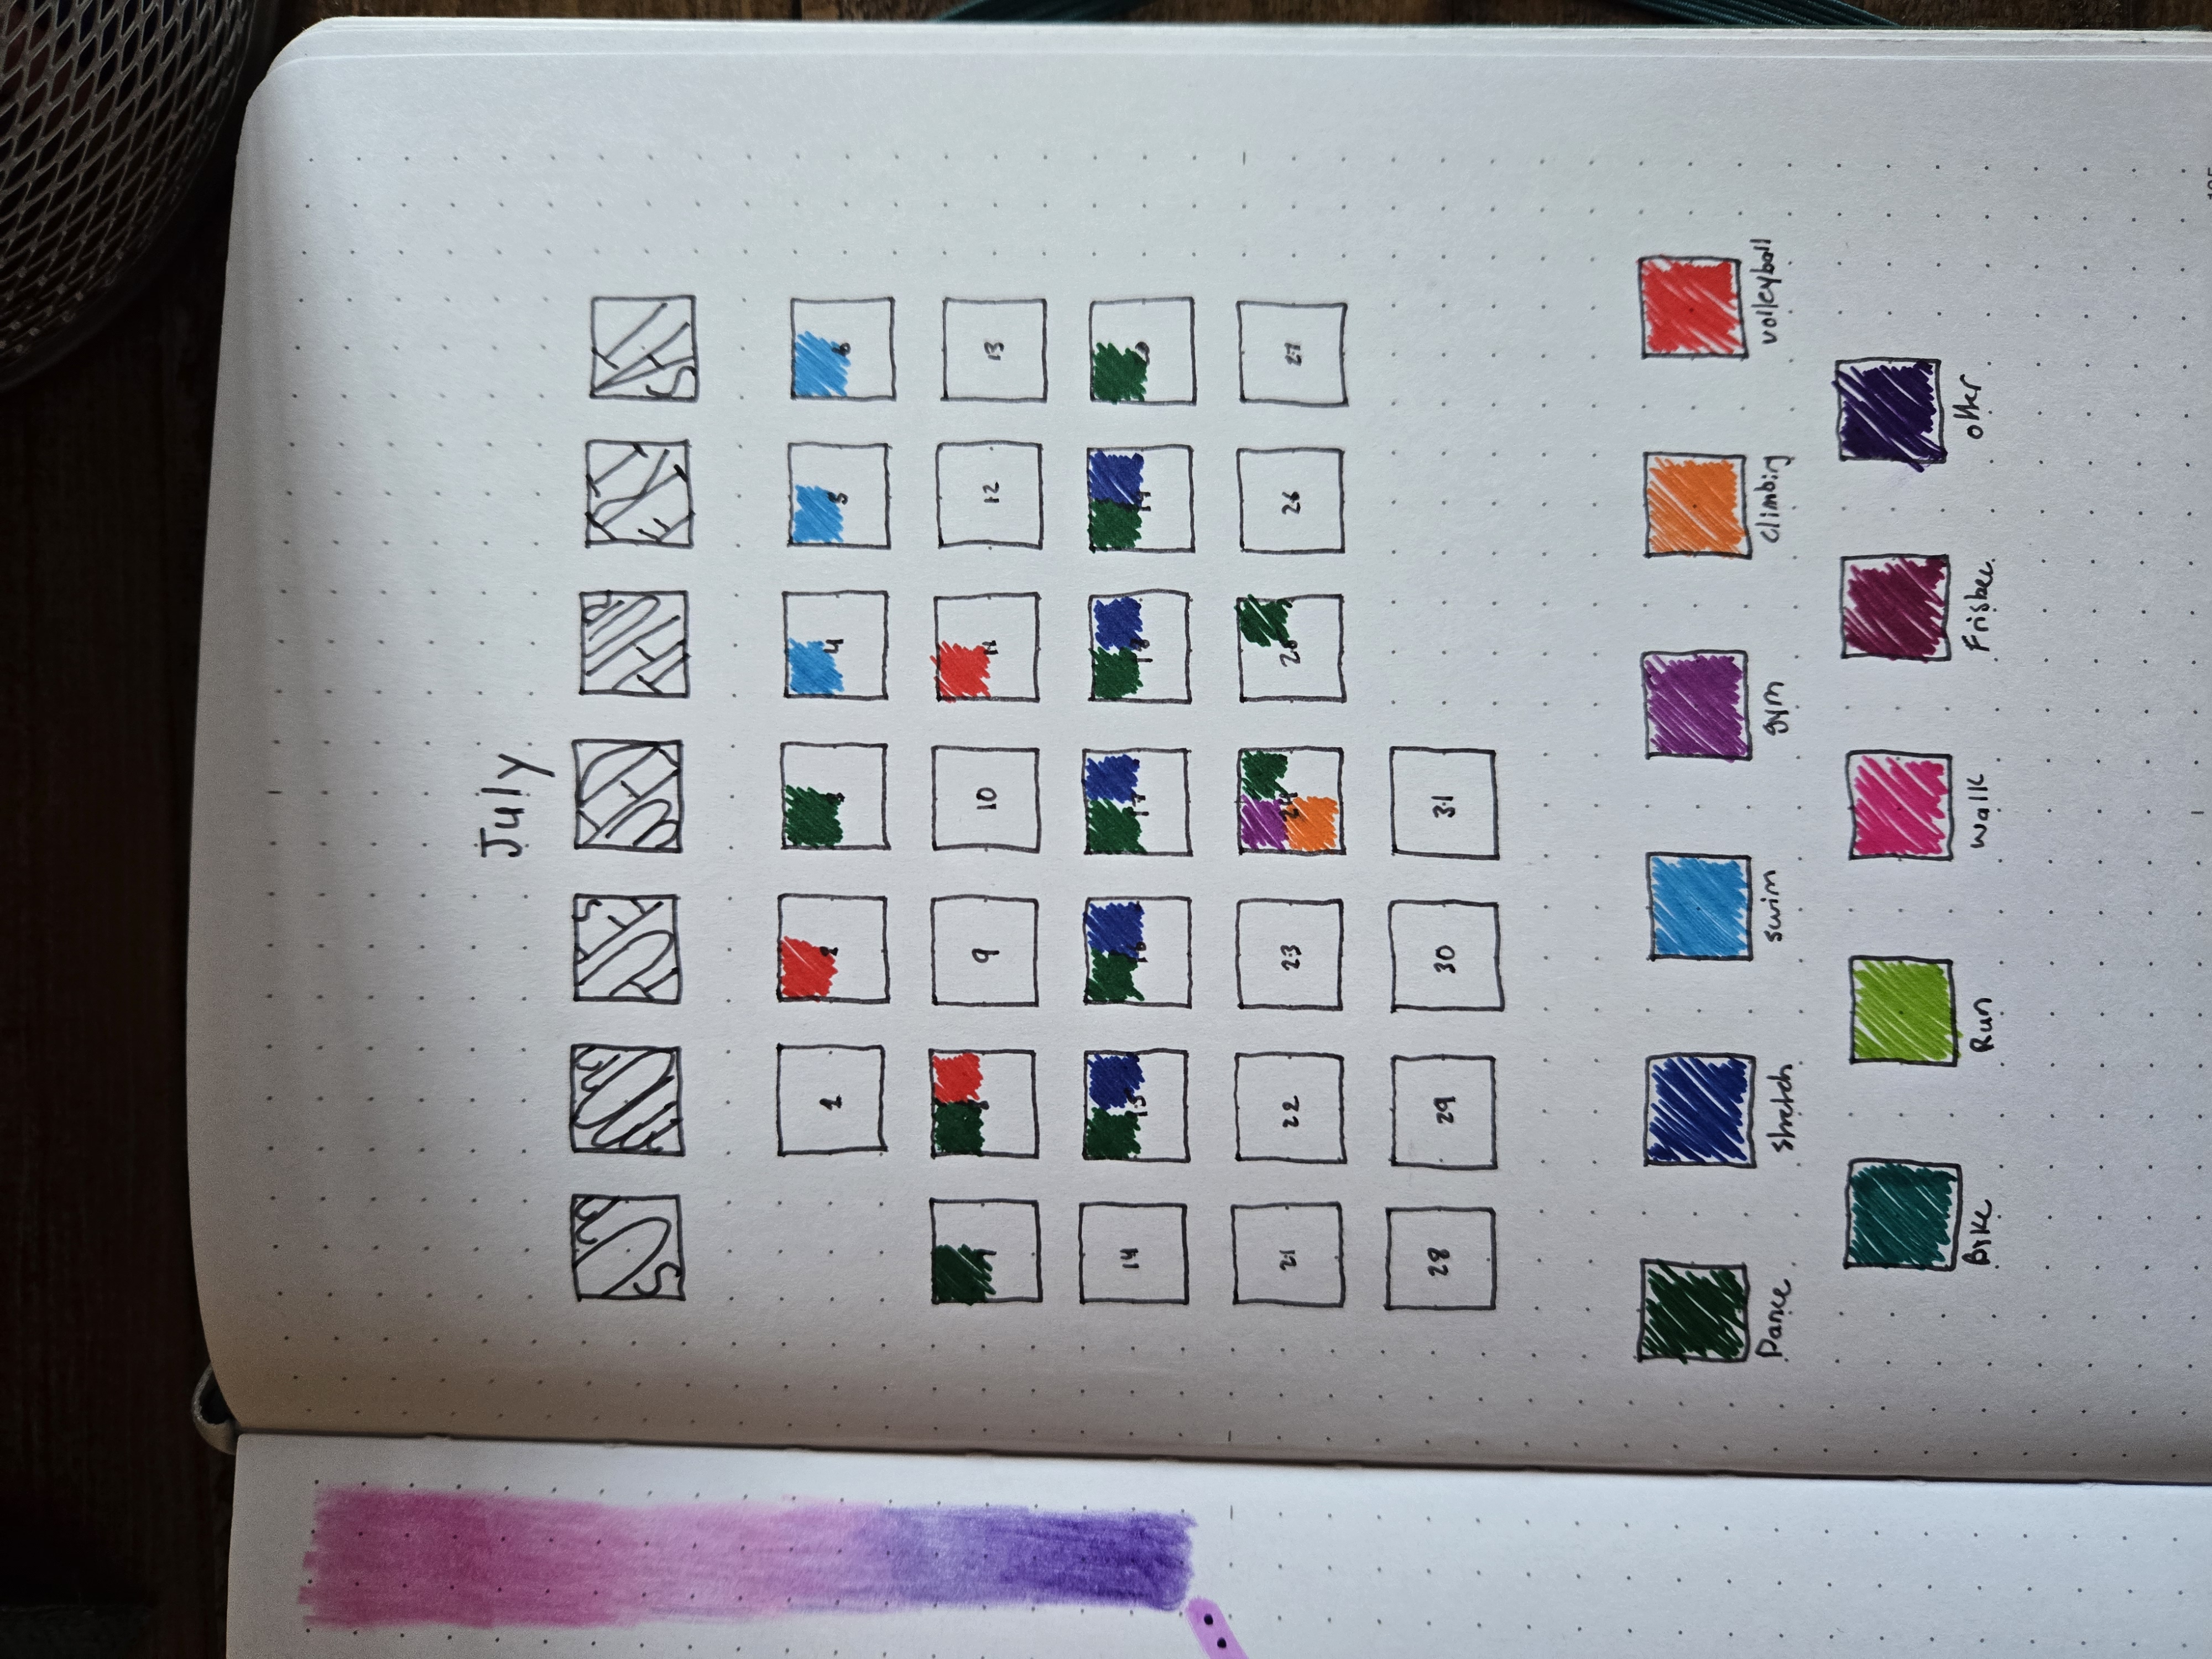 July
SUN MON TUES WED THUR FRI SAT
1 2 3 4 5 6
7 8 9 10 11 12 13
14 15 16 17 18 19 20
21 22 23 24 25 26 27
28 29 30 31
Dance stretch swim gym climbing volleyball
Bike Run walk Frisbee other